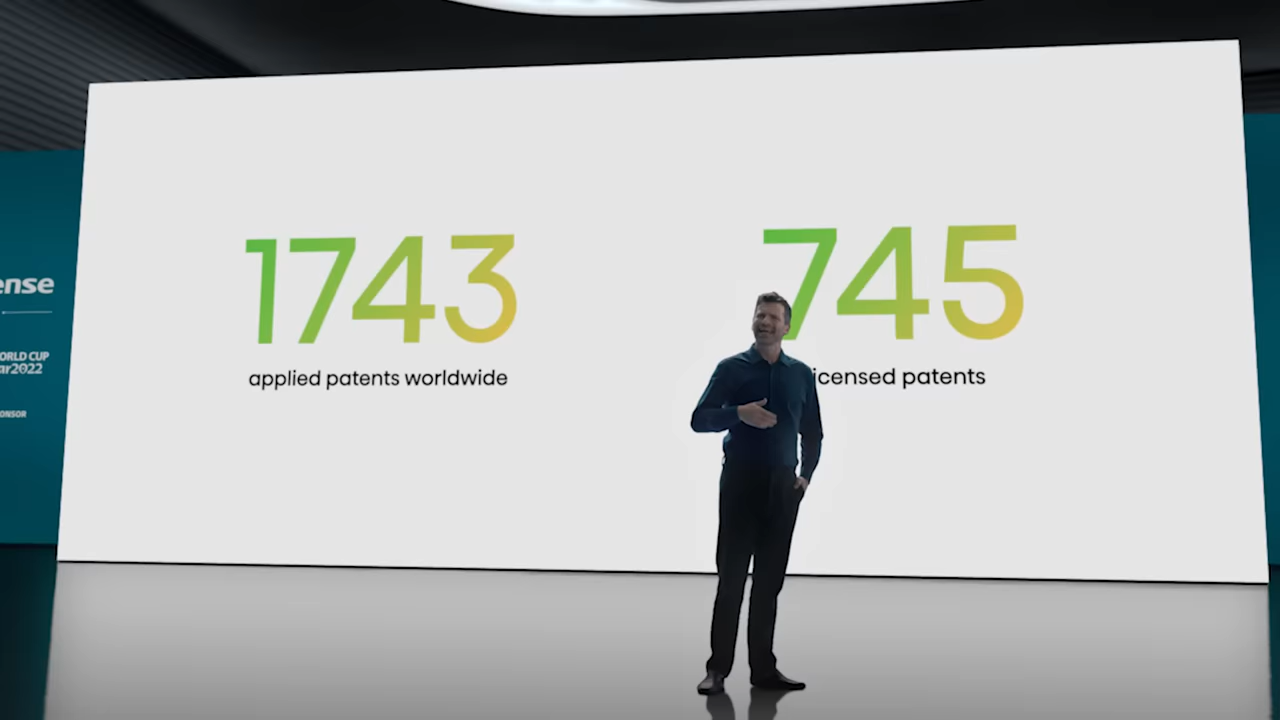 1743
applied patents worldwide
745
icensed patents
ense
ORLD CUP
ar2022
ONSOR